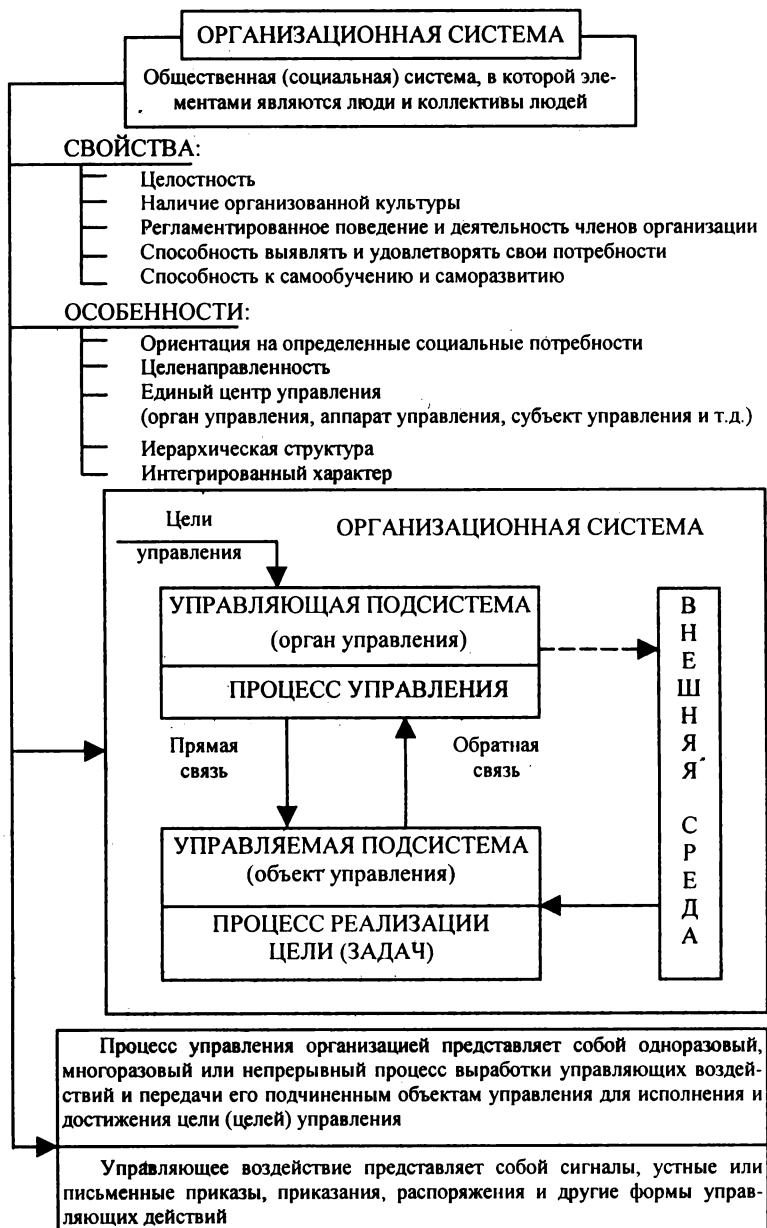 ОРГАНИЗАЦИОННАЯ СИСТЕМА
Общественная (социальная) система, в которой эле-
ментами являются люди и коллективы людей
СВОЙСТВА:
Целостность
Наличие организованной культуры
Регламентированное поведение и деятельность членов организации
Способность выявлять и удовлетворять свои потребности
Способность к самообучению и саморазвитию
ОСОБЕННОСТИ:
Ориентация на определенные социальные потребности
Целенаправленность
Единый центр управления
(орган управления, аппарат управления, субъект управления и т.д.)
Иерархическая структура
Интегрированный характер
Цели
управления
ОРГАНИЗАЦИОННАЯ СИСТЕМА
УПРАВЛЯЮЩАЯ ПОДСИСТЕМА
(орган управления)
ПРОЦЕСС УПРАВЛЕНИЯ
Прямая
связь
Обратная
связь
УПРАВЛЯЕМАЯ ПОДСИСТЕМА
(объект управления)
ПРОЦЕСС РЕАЛИЗАЦИИ
ЦЕЛИ (ЗАДАЧ)
ВНЕШНЯЯ СРЕДА
Процесс управления организацией представляет собой одноразовый,
многоразовый или непрерывный процесс выработки управляющих воздей-
ствий и передачи его подчиненным объектам управления для исполнения и
достижения цели (целей) управления
Управляющее воздействие представляет собой сигналы, устные или
письменные приказы, приказания, распоряжения и другие формы управ-
ляющих действий